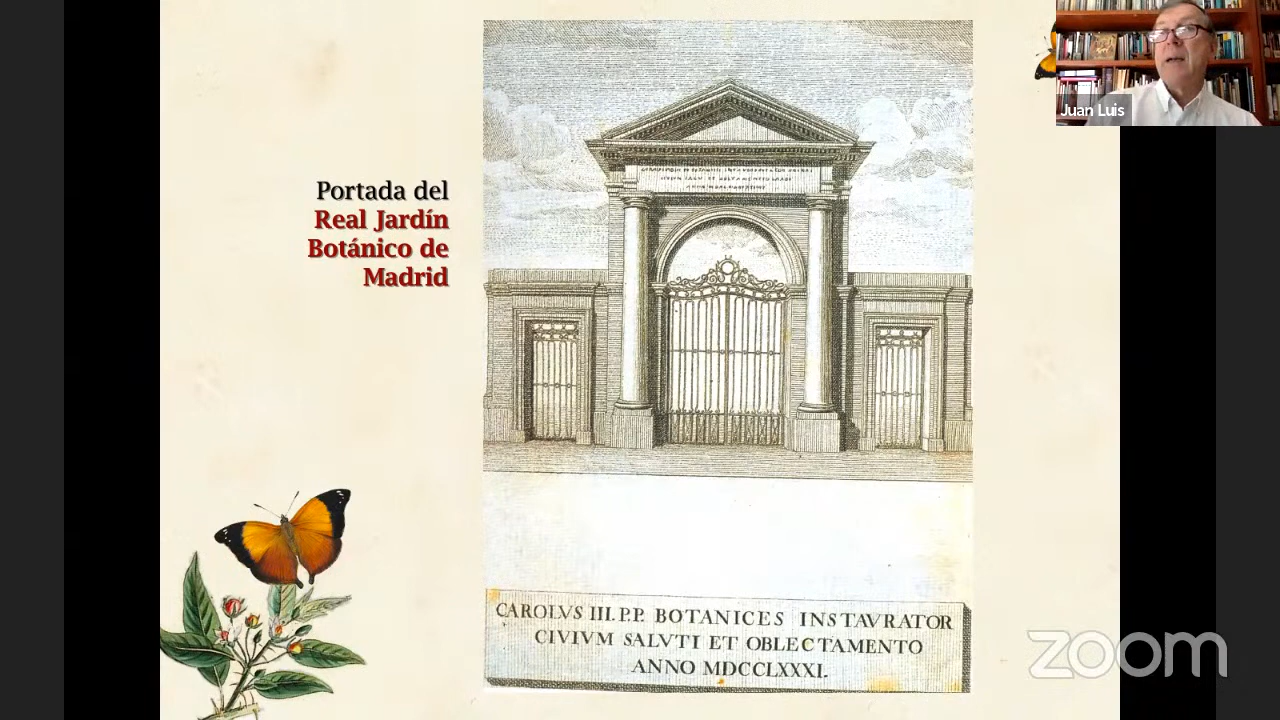 Portada del
Real Jardín
Botánico de
Madrid
CAROLVS III. P.P. BOTANICES INSTAVRATOR
CIVIVM SALVTI ET OBLECTAMENTO
ANNO MDCCLXXXI.
Juan Luis
zoom